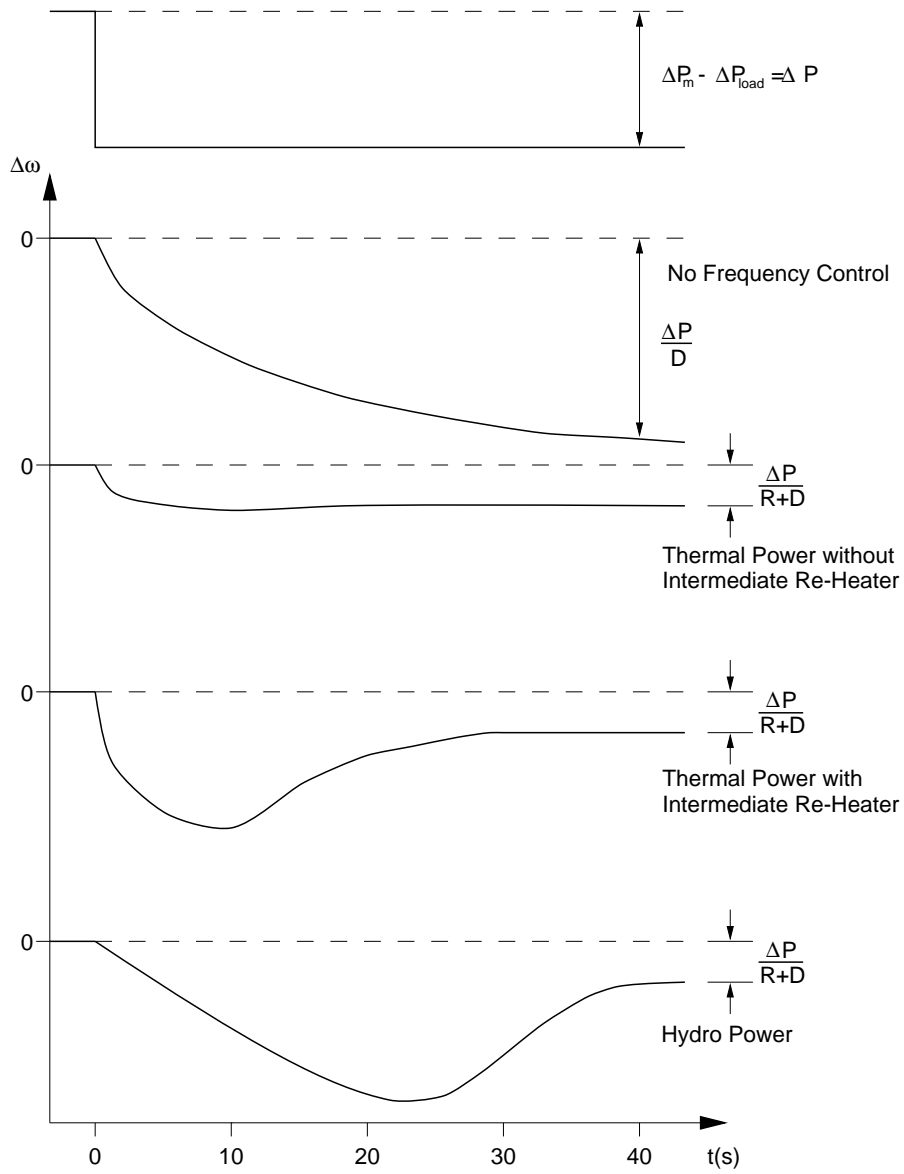 ΔPm - ΔPload =Δ P
Δω
0
No Frequency Control
ΔP
D
0
ΔP
R+D
Thermal Power without
Intermediate Re-Heater
0
ΔP
R+D
Thermal Power with
Intermediate Re-Heater
0
ΔP
R+D
Hydro Power
0 10 20 30 40 t(s)